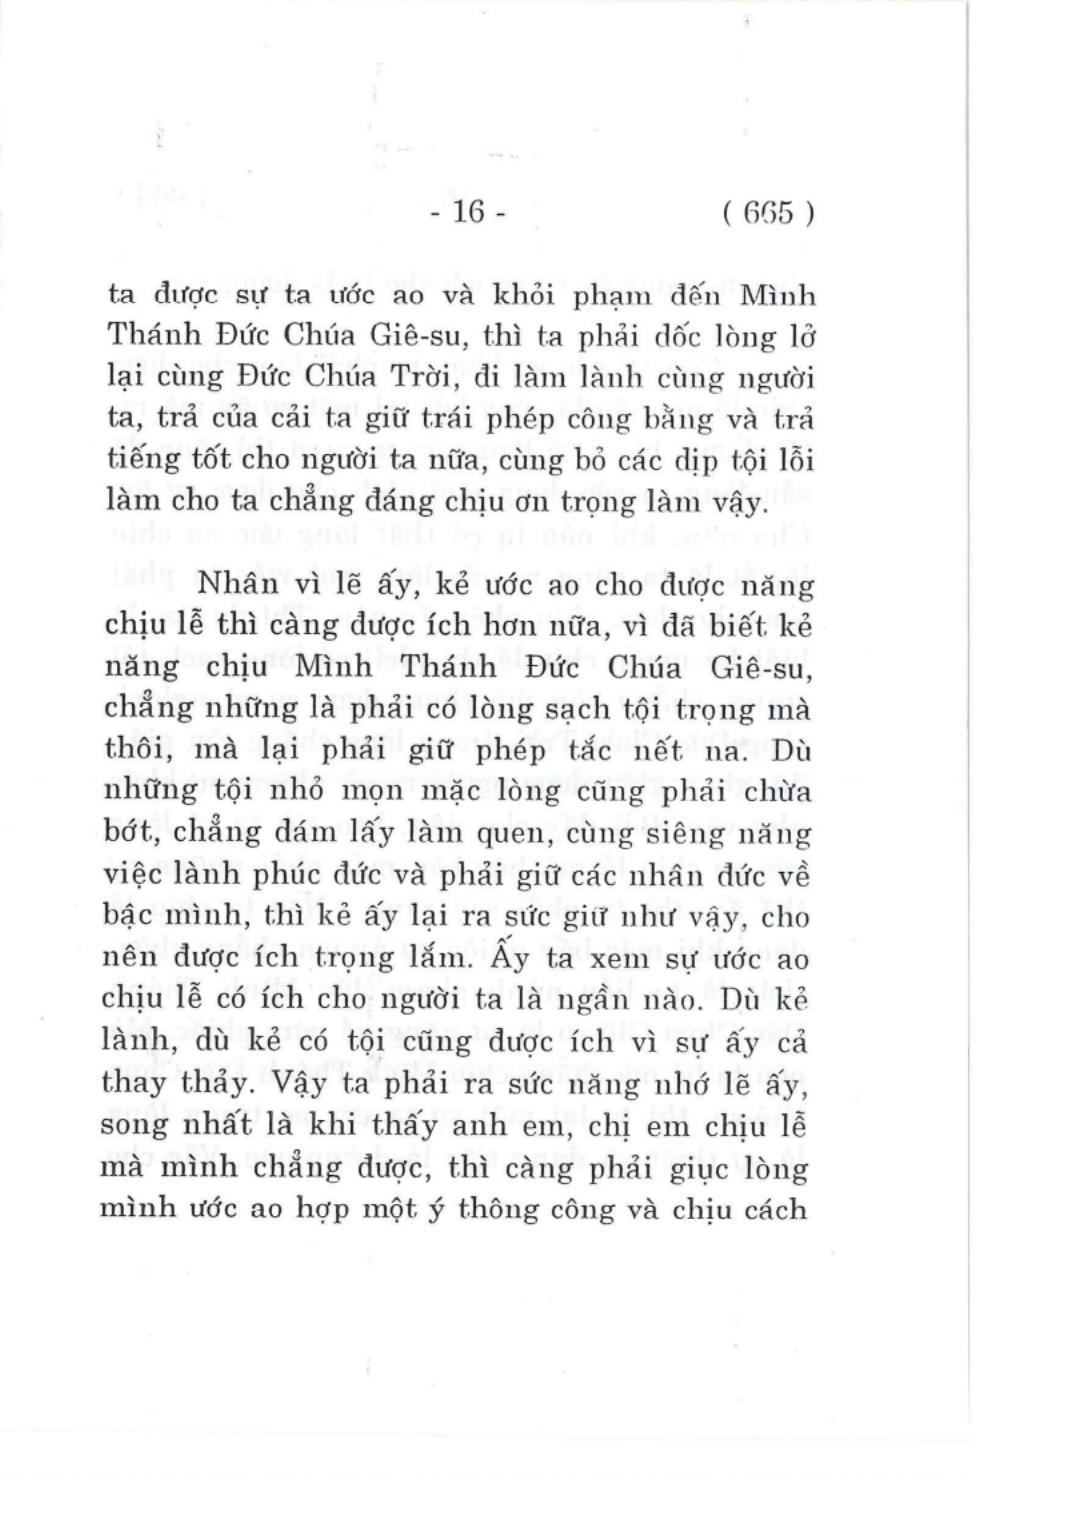 - 16 - ( 665 )
ta được sự ta ước ao và khỏi phạm đến Mình
Thánh Đức Chúa Giê-su, thì ta phải dốc lòng lở
lại cùng Đức Chúa Trời, đi làm lành cùng người
ta, trả của cải ta giữ trái phép công bằng và trả
tiếng tốt cho người ta nữa, cùng bỏ các dịp tội lỗi
làm cho ta chẳng đáng chịu ơn trọng làm vậy.
Nhân vì lẽ ấy, kẻ ước ao cho được năng
chịu lễ thì càng được ích hơn nữa, vì đã biết kẻ
năng chịu Mình Thánh Đức Chúa Giê-su,
chẳng những là phải có lòng sạch tội trọng mà
thôi, mà lại phải giữ phép tắc nết na. Dù
những tội nhỏ mọn mặc lòng cũng phải chừa
bớt, chẳng dám lấy làm quen, cùng siêng năng
việc lành phúc đức và phải giữ các nhân đức về
bậc mình, thì kẻ ấy lại ra sức giữ như vậy, cho
nên được ích trọng lắm. Ấy ta xem sự ước ao
chịu lễ có ích cho người ta là ngần nào. Dù kẻ
lành, dù kẻ có tội cũng được ích vì sự ấy cả
thay thảy. Vậy ta phải ra sức năng nhớ lẽ ấy,
song nhất là khi thấy anh em, chị em chịu lễ
mà mình chẳng được, thì càng phải giục lòng
mình ước ao hợp một ý thông công và chịu cách